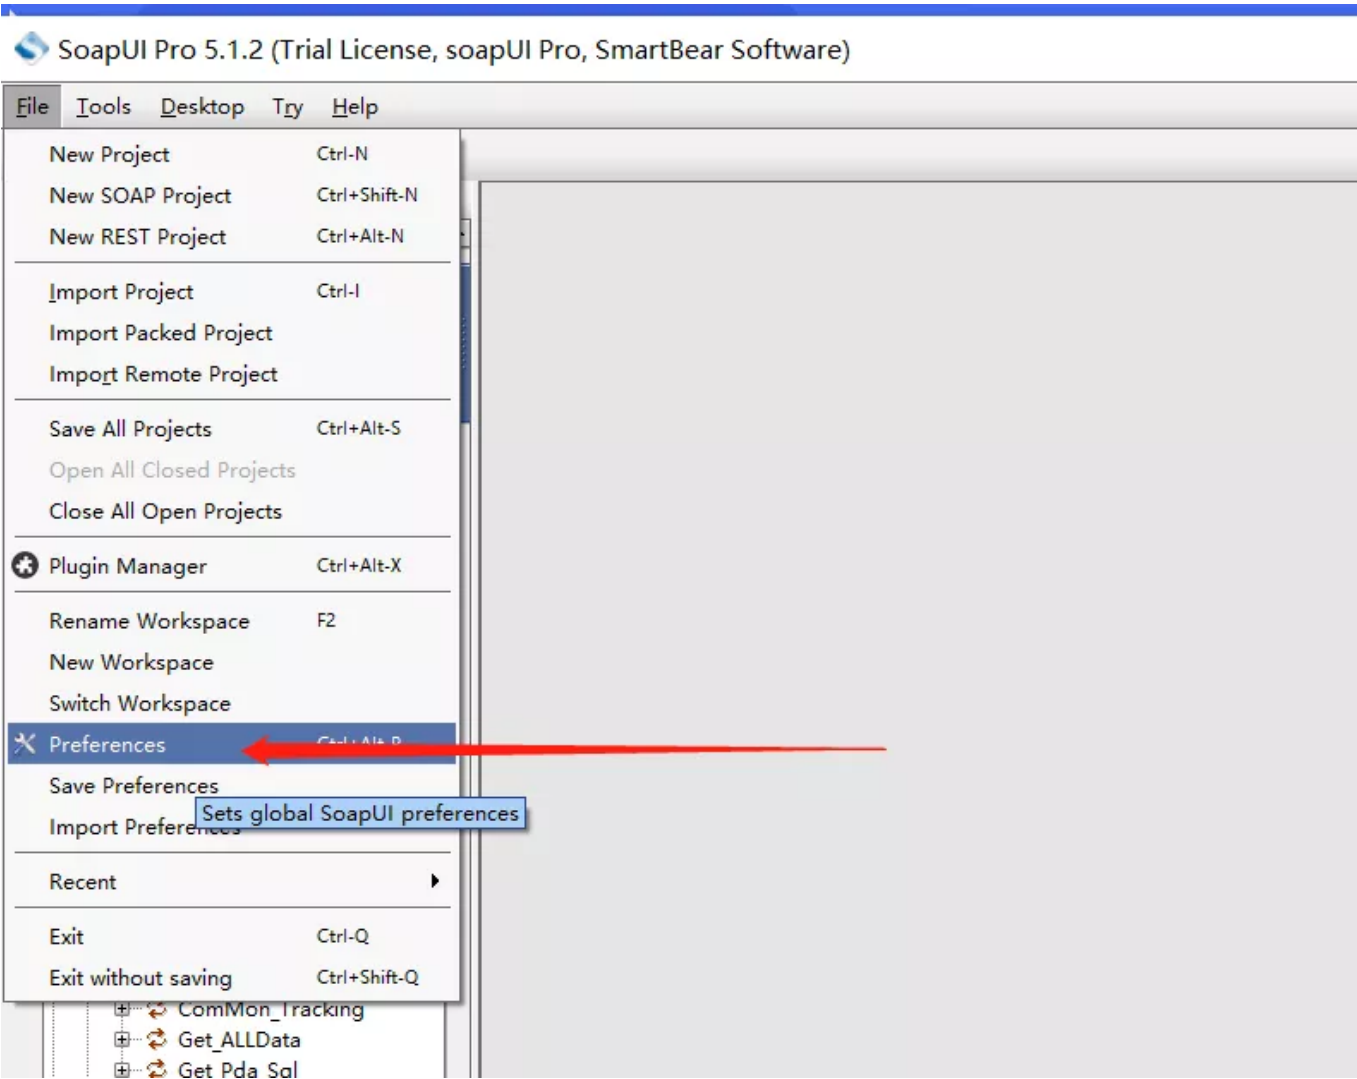 SoapUI Pro 5.1.2 (Trial License, soapUI Pro, SmartBear Software)
File Tools Desktop Try Help
New Project Ctrl-N
New SOAP Project Ctrl+Shift-N
New REST Project Ctrl+Alt-N
Import Project Ctrl-I
Import Packed Project
Import Remote Project
Save All Projects Ctrl+Alt-S
Open All Closed Projects
Close All Open Projects
Plugin Manager Ctrl+Alt-X
Rename Workspace F2
New Workspace
Switch Workspace
Preferences
Save Preferences
Sets global SoapUI preferences
Import Preferences
Recent
Exit Ctrl-Q
Exit without saving Ctrl+Shift-Q
ComMon_Tracking
Get_ALLData
Get_Pda_Sql